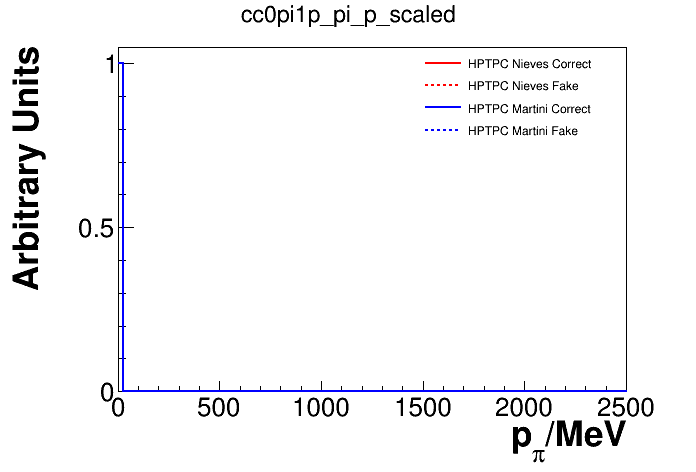 cc0pi1p_pi_p_scaled
Arbitrary Units
1
0.5
0
HPTPC Nieves Correct
HPTPC Nieves Fake
HPTPC Martini Correct
HPTPC Martini Fake
0 500 1000 1500 2000 2500
p_π/MeV